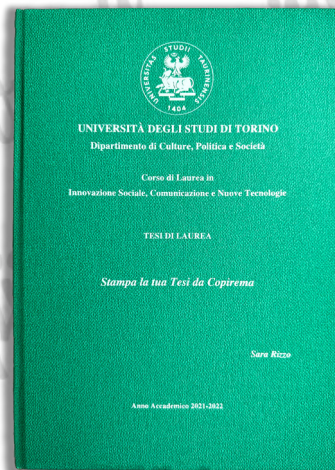 UNIVERSITAS STUDII TAURINENSIS
1404
UNIVERSITÀ DEGLI STUDI DI TORINO
Dipartimento di Culture, Politica e Società
Corso di Laurea in
Innovazione Sociale, Comunicazione e Nuove Tecnologie
TESI DI LAUREA
Stampa la tua Tesi da Copirema
Sara Rizzo
Anno Accademico 2021-2022